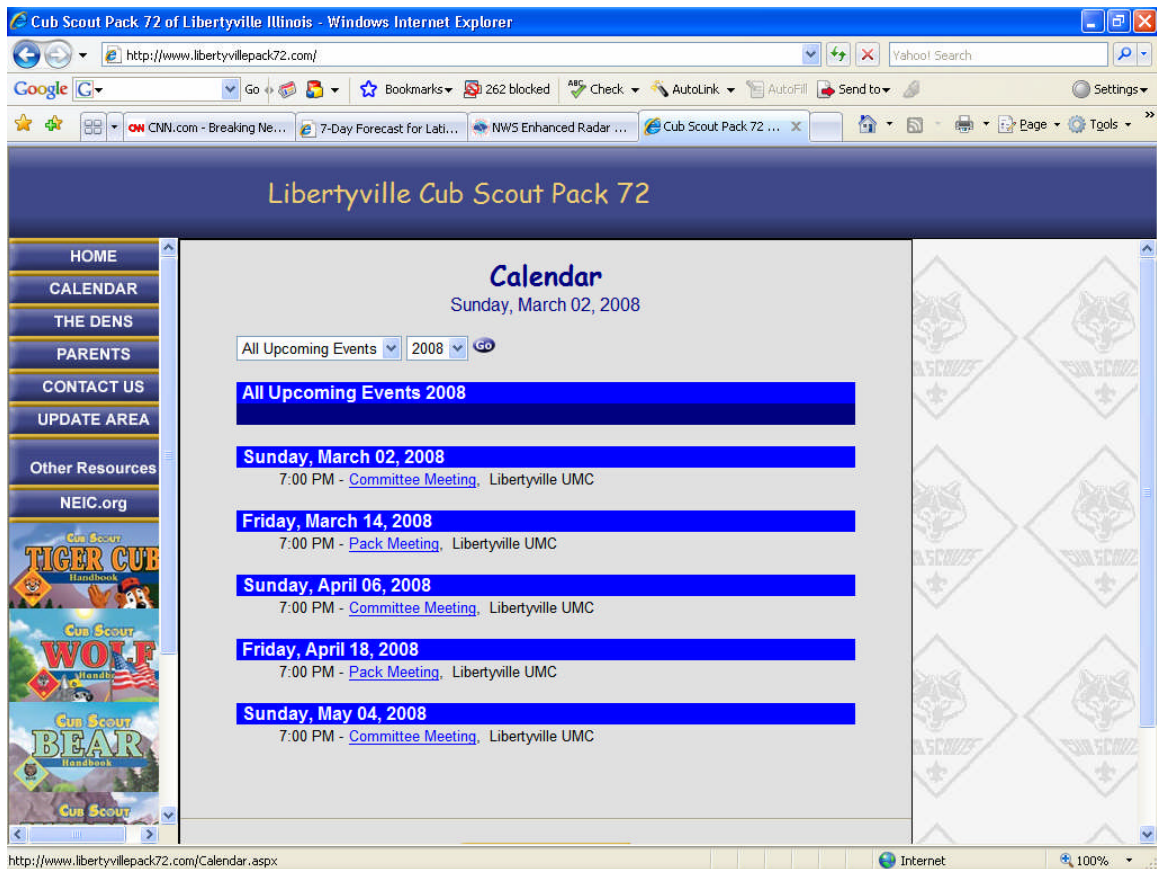 Cub Scout Pack 72 of Libertyville Illinois - Windows Internet Explorer
http://www.libertyvillepack72.com/
Yahoo! Search
Google G Go Bookmarks 262 blocked ABC Check AutoLink AutoFill Send to Settings
CNN.com - Breaking Ne... 7-Day Forecast for Lati... NWS Enhanced Radar ... Cub Scout Pack 72 ... X Page Tools »
Libertyville Cub Scout Pack 72
HOME
CALENDAR
THE DENS
PARENTS
CONTACT US
UPDATE AREA
Other Resources
NEIC.org
Cub Scout
TIGER CUB
Handbook
Cub Scout
WOLF
Handb
Cub Scout
BEAR
Handbook
Cub Scout
Calendar
Sunday, March 02, 2008
All Upcoming Events 2008 Go
All Upcoming Events 2008
Sunday, March 02, 2008
7:00 PM - Committee Meeting, Libertyville UMC
Friday, March 14, 2008
7:00 PM - Pack Meeting, Libertyville UMC
Sunday, April 06, 2008
7:00 PM - Committee Meeting, Libertyville UMC
Friday, April 18, 2008
7:00 PM - Pack Meeting, Libertyville UMC
Sunday, May 04, 2008
7:00 PM - Committee Meeting, Libertyville UMC
http://www.libertyvillepack72.com/Calendar.aspx
Internet
100%